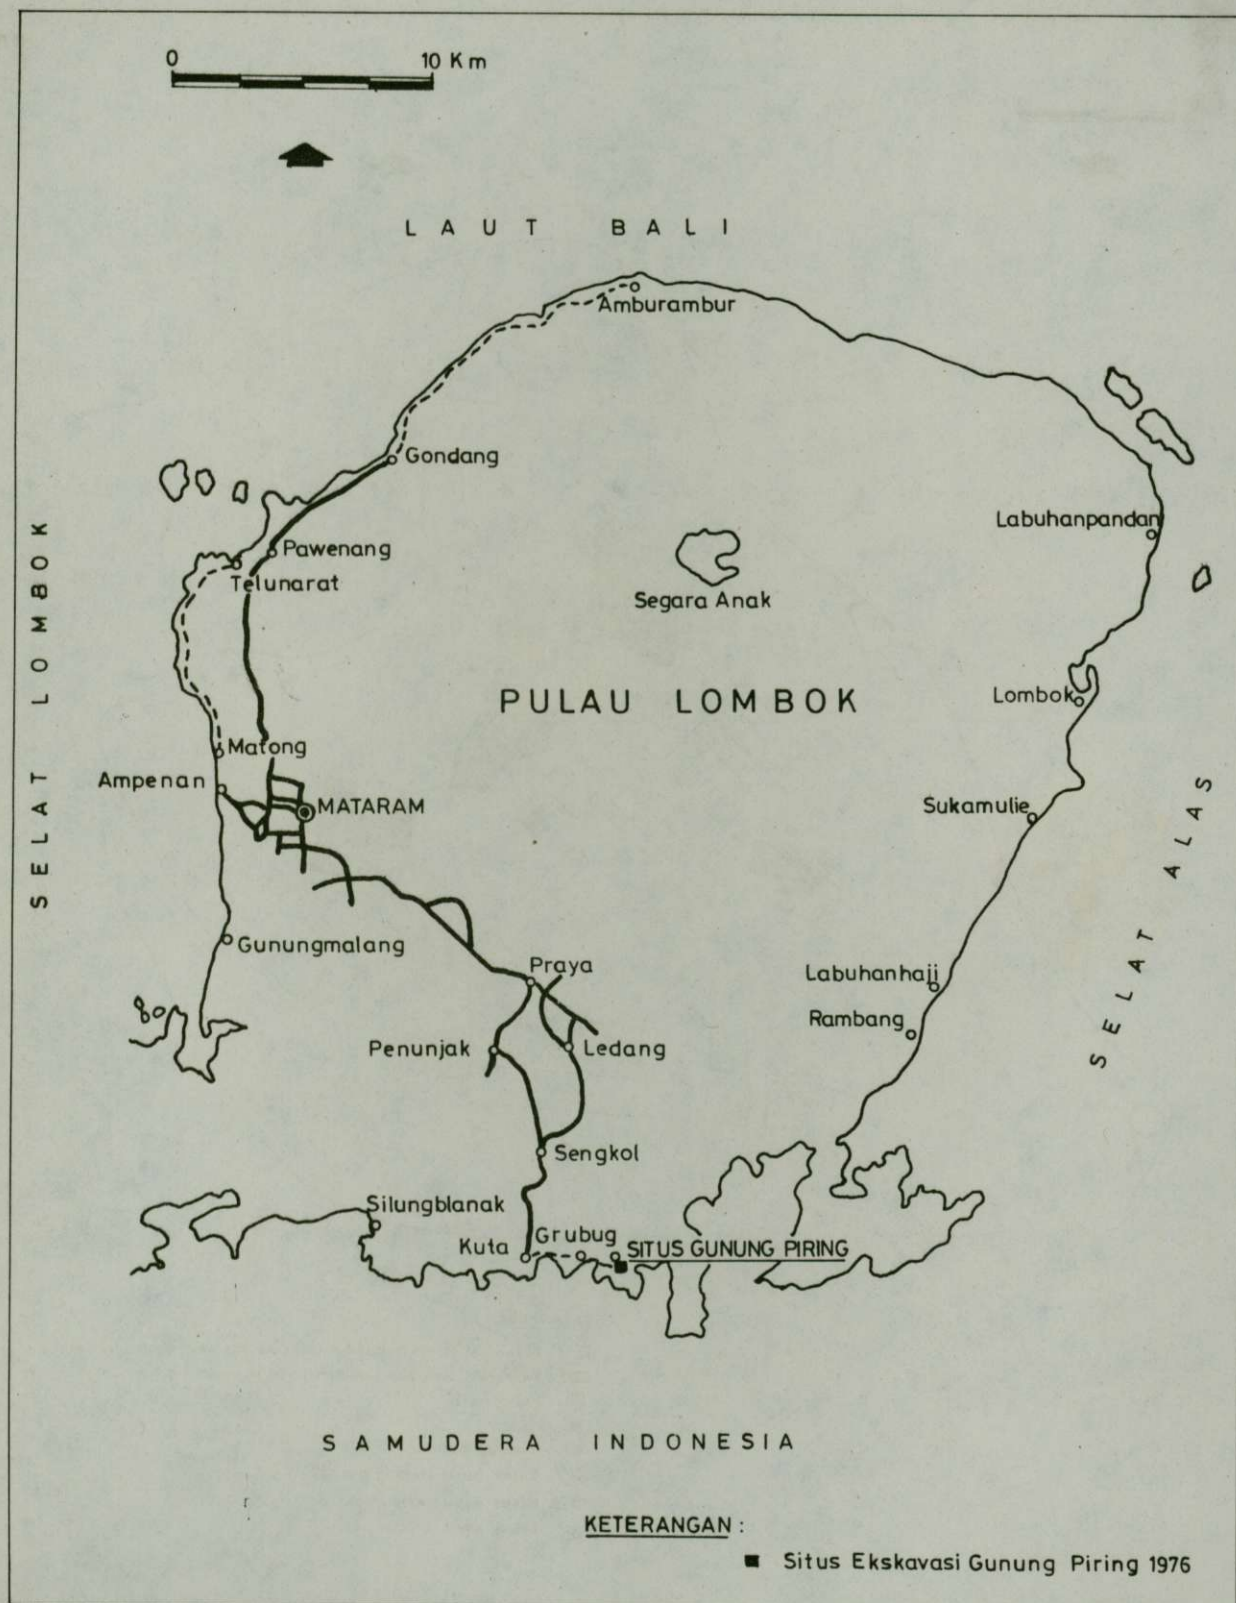 0 10 Km
LAUT BALI
Amburambur
Gondang
Labuhanpandan
Pawenang
Telunarat
Segara Anak
SELAT LOMBOK
PULAU LOMBOK
Lombok
Matong
Ampenan
MATARAM
Sukamulie
SELAT ALAS
Gunungmalang
Praya
Labuhanhaji
Rambang
Penunjak
Ledang
Sengkol
Silungblanak
Grubug
Kuta
SITUS GUNUNG PIRING
SAMUDERA INDONESIA
KETERANGAN :
Situs Ekskavasi Gunung Piring 1976